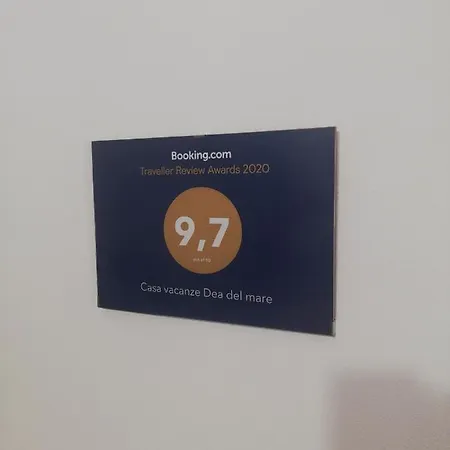 Booking.com
Traveller Review Awards 2020
9,7
Casa vacanze Dea del mare